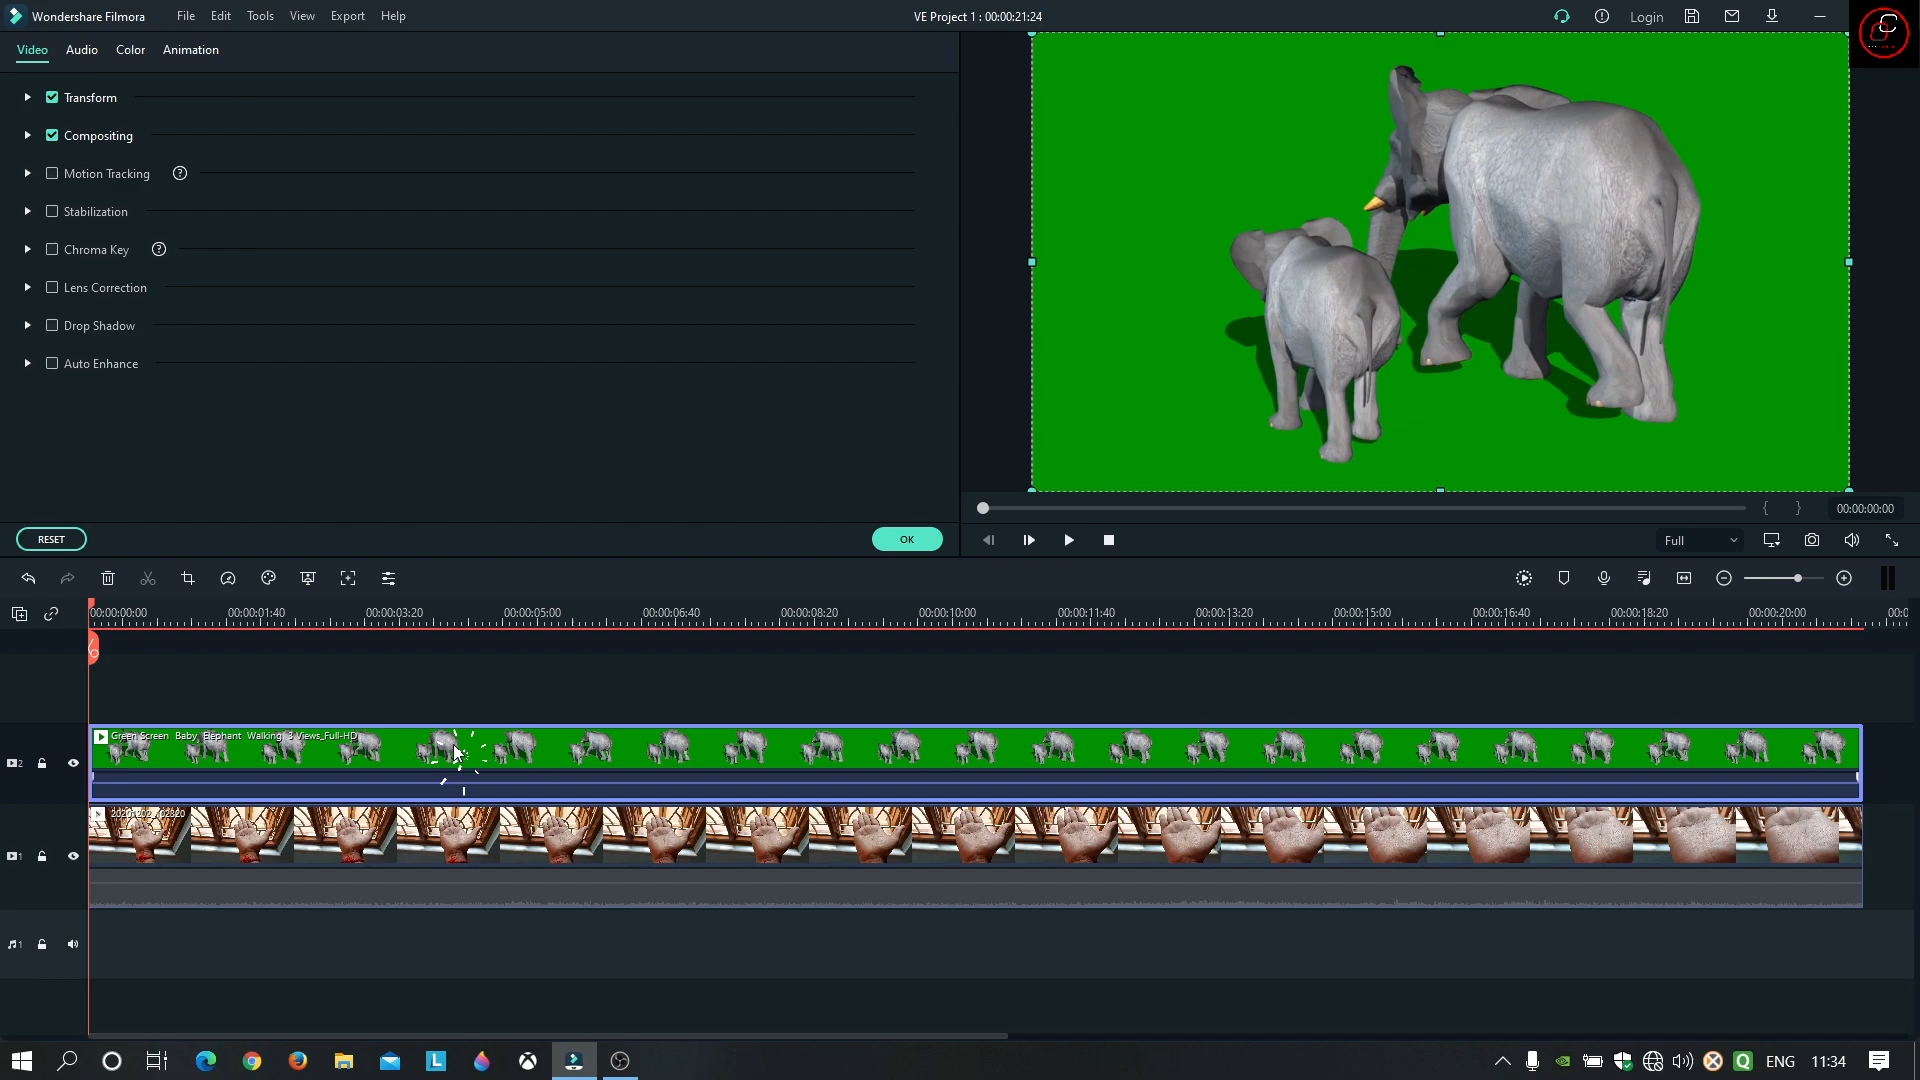 Wondershare Filmora
File Edit Tools View Export Help
VE Project 1 : 00:00:21:24
Login
Video Audio Color Animation
Transform
Compositing
Motion Tracking ?
Stabilization
Chroma Key ?
Lens Correction
Drop Shadow
Auto Enhance
RESET
OK
{ } 00:00:00:00
Full
00:00:00:00 00:00:01:40 00:00:03:20 00:00:05:00 00:00:06:40 00:00:08:20 00:00:10:00 00:00:11:40 00:00:13:20 00:00:15:00 00:00:16:40 00:00:18:20 00:00:20:00 00:0
Green Screen Baby Elephant Walking 3 Views_Full-HD
2
1
1
L
Q
ENG 11:34